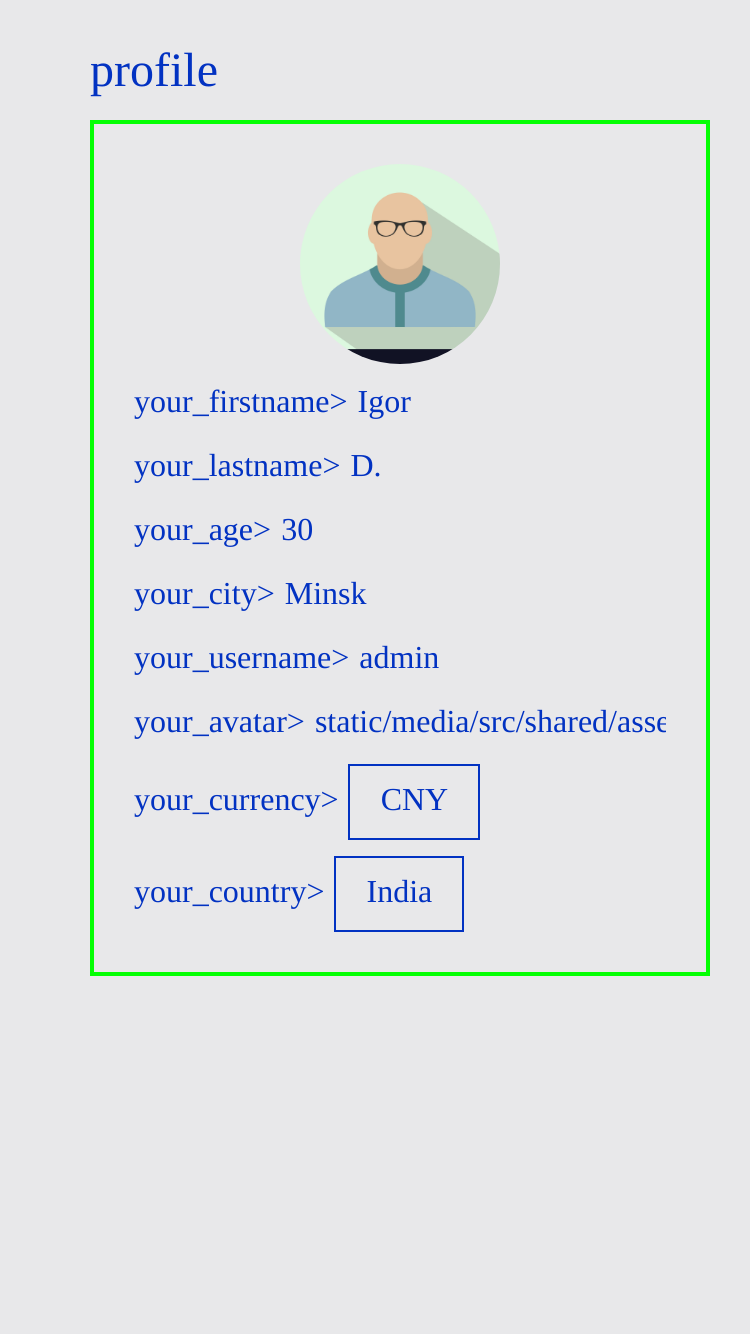 profile
your_firstname> Igor
your_lastname> D.
your_age> 30
your_city> Minsk
your_username> admin
your_avatar> static/media/src/shared/asse
your_currency> CNY
your_country> India